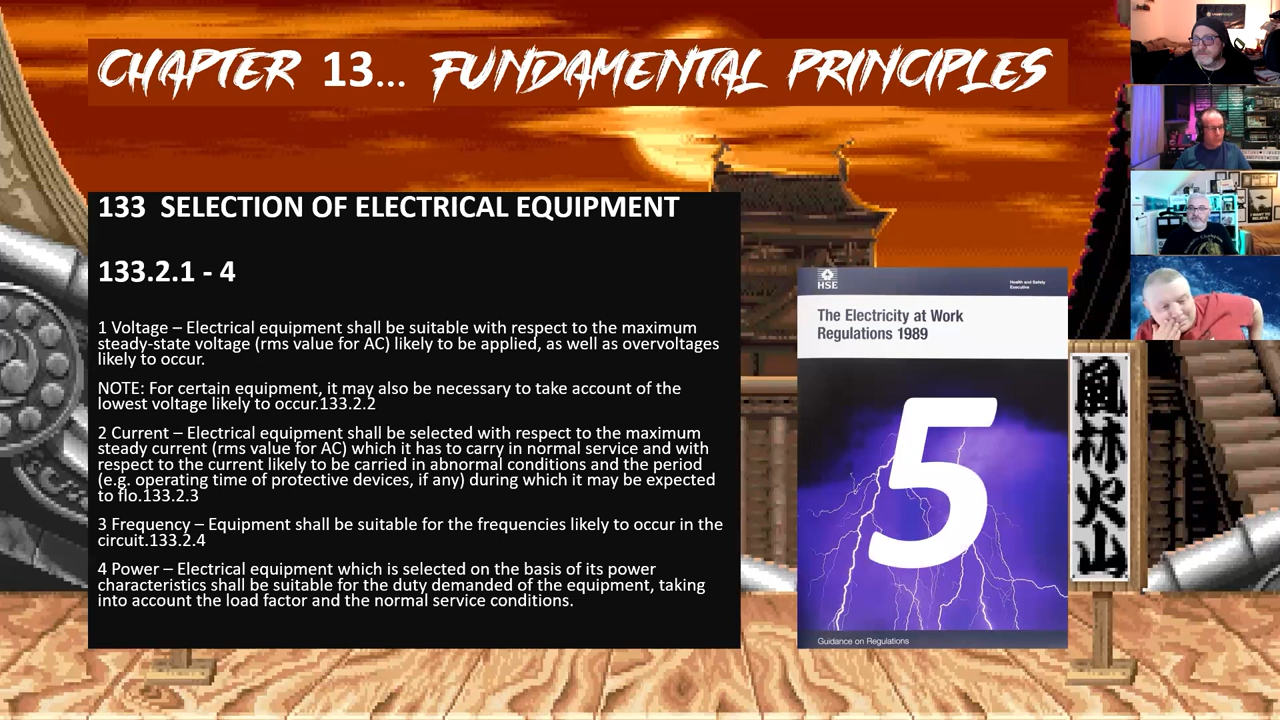 CHAPTER 13... FUNDAMENTAL PRINCIPLES
133 SELECTION OF ELECTRICAL EQUIPMENT
133.2.1 - 4
1 Voltage – Electrical equipment shall be suitable with respect to the maximum
steady-state voltage (rms value for AC) likely to be applied, as well as overvoltages
likely to occur.
NOTE: For certain equipment, it may also be necessary to take account of the
lowest voltage likely to occur.133.2.2
2 Current – Electrical equipment shall be selected with respect to the maximum
steady current (rms value for AC) which it has to carry in normal service and with
respect to the current likely to be carried in abnormal conditions and the period
(e.g. operating time of protective devices, if any) during which it may be expected
to flo.133.2.3
3 Frequency – Equipment shall be suitable for the frequencies likely to occur in the
circuit.133.2.4
4 Power – Electrical equipment which is selected on the basis of its power
characteristics shall be suitable for the duty demanded of the equipment, taking
into account the load factor and the normal service conditions.
HSE
Health and Safety
Executive
The Electricity at Work
Regulations 1989
5
Guidance on Regulations
風林火山
I WANT TO
BELIEVE